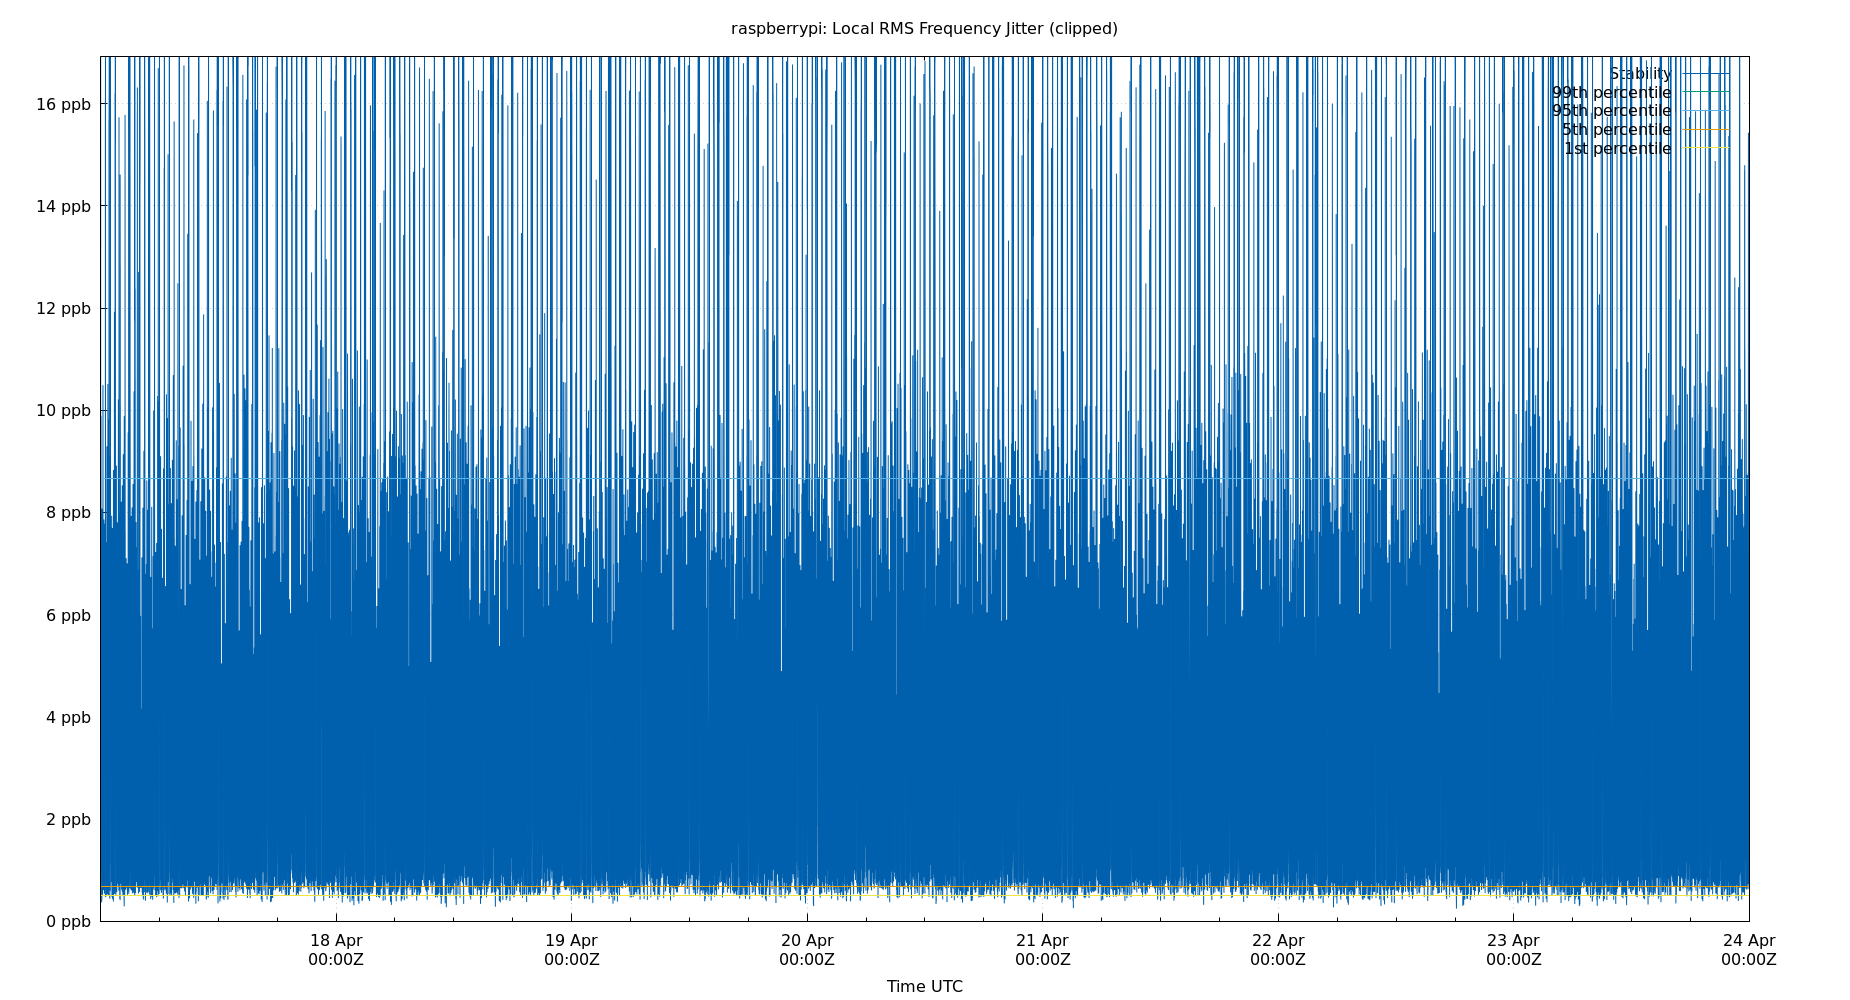 raspberrypi: Local RMS Frequency Jitter (clipped)
Stability
99th percentile
95th percentile
5th percentile
1st percentile
16 ppb
14 ppb
12 ppb
10 ppb
8 ppb
6 ppb
4 ppb
2 ppb
0 ppb
18 Apr 19 Apr 20 Apr 21 Apr 22 Apr 23 Apr 24 Apr
00:00Z 00:00Z 00:00Z 00:00Z 00:00Z 00:00Z 00:00Z
Time UTC